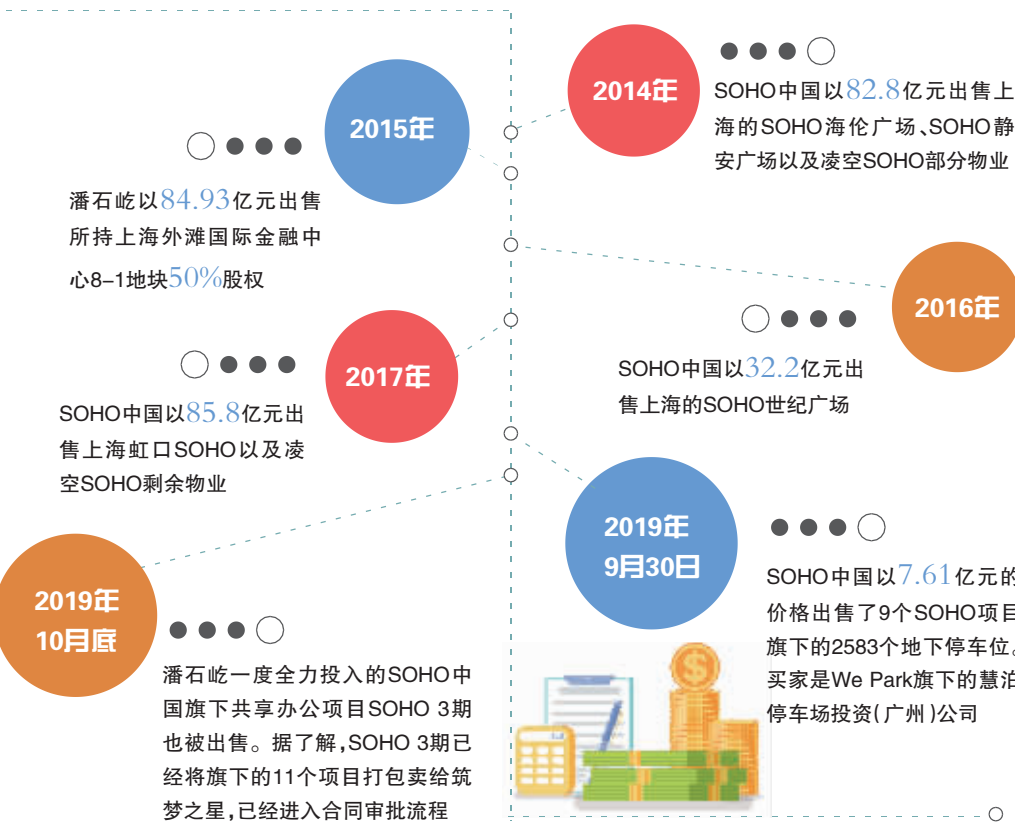 2014年
SOHO中国以82.8亿元出售上
海的SOHO海伦广场、SOHO静
安广场以及凌空SOHO部分物业
2015年
潘石屹以84.93亿元出售
所持上海外滩国际金融中
心8-1地块50%股权
2016年
SOHO中国以32.2亿元出
售上海的SOHO世纪广场
2017年
SOHO中国以85.8亿元出
售上海虹口SOHO以及凌
空SOHO剩余物业
2019年
9月30日
SOHO中国以7.61亿元的
价格出售了9个SOHO项目
旗下的2583个地下停车位。
买家是We Park旗下的慧泊
停车场投资(广州)公司
2019年
10月底
潘石屹一度全力投入的SOHO中
国旗下共享办公项目SOHO 3期
也被出售。据了解,SOHO 3期已
经将旗下的11个项目打包卖给筑
梦之星,已经进入合同审批流程